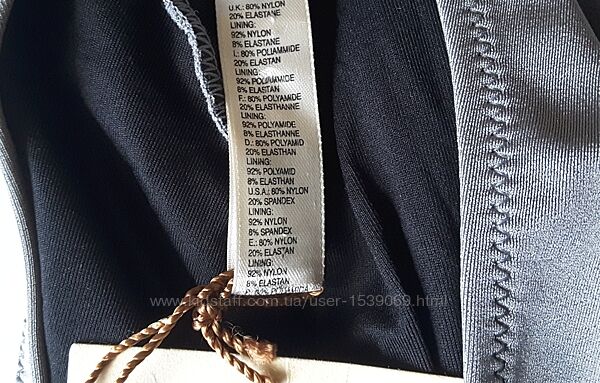 U.K.: 80% NYLON
20% ELASTANE
LINING:
92% NYLON
8% ELASTANE
I.: 80% POLIAMMIDE
20% ELASTAN
LINING:
92% POLIAMMIDE
8% ELASTAN
F.: 80% POLYAMIDE
20% ELASTHANNE
LINING:
92% POLYAMIDE
8% ELASTHANNE
D.: 80% POLYAMID
20% ELASTHAN
LINING:
92% POLYAMID
8% ELASTHAN
U.S.A.: 80% NYLON
20% SPANDEX
LINING:
92% NYLON
8% SPANDEX
E.: 80% NYLON
20% ELASTAN
LINING:
92% NYLON
8% ELASTAN
80%
www.kidstaff.com.ua/user-1539069.html